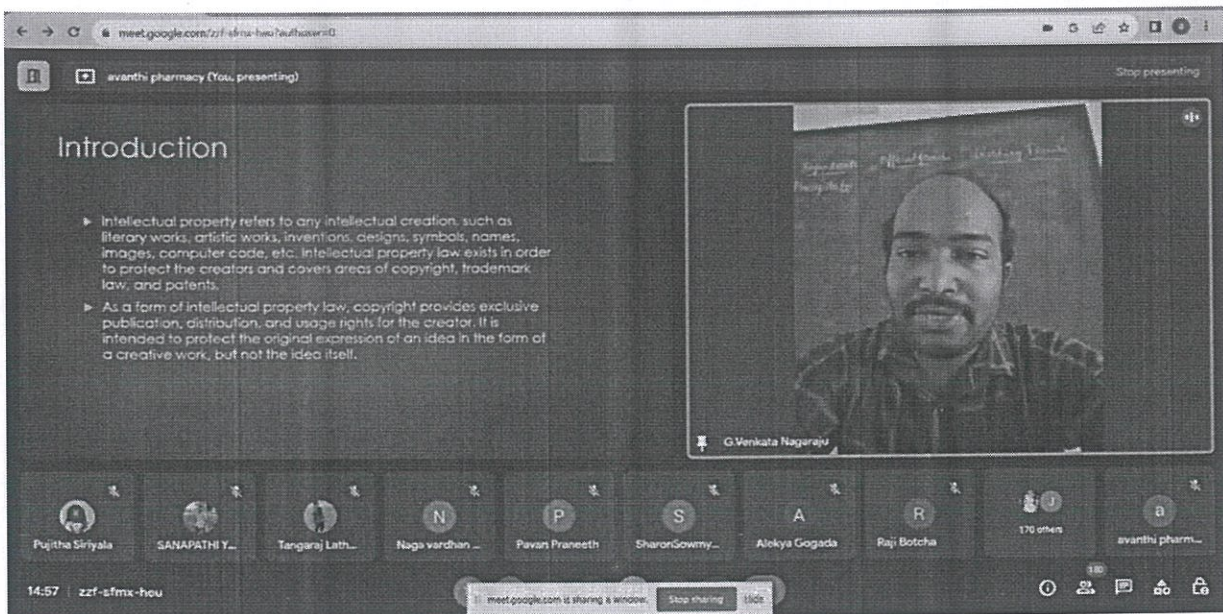 meet.google.com/zzf-sfmx-hou?authuser=0
avanthi pharmacy (You, presenting)
Stop presenting
Introduction
▸ Intellectual property refers to any intellectual creation, such as
literary works, artistic works, inventions, designs, symbols, names,
images, computer code, etc. Intellectual property law exists in order
to protect the creators and covers areas of copyright, trademark
law, and patents.
▸ As a form of intellectual property law, copyright provides exclusive
publication, distribution, and usage rights for the creator. It is
intended to protect the original expression of an idea in the form of
a creative work, but not the idea itself.
G.Venkata Nagaraju
Pujitha Siriyala
SANAPATHI Y...
Tangaraj Lath...
N
Naga vardhan ...
P
Pavan Praneeth
S
SharonSowmy...
A
Alekya Gogada
R
Raji Botcha
J
170 others
a
avanthi pharm...
14:57 | zzf-sfmx-hou
meet.google.com is sharing a window.
Stop sharing
Hide
180